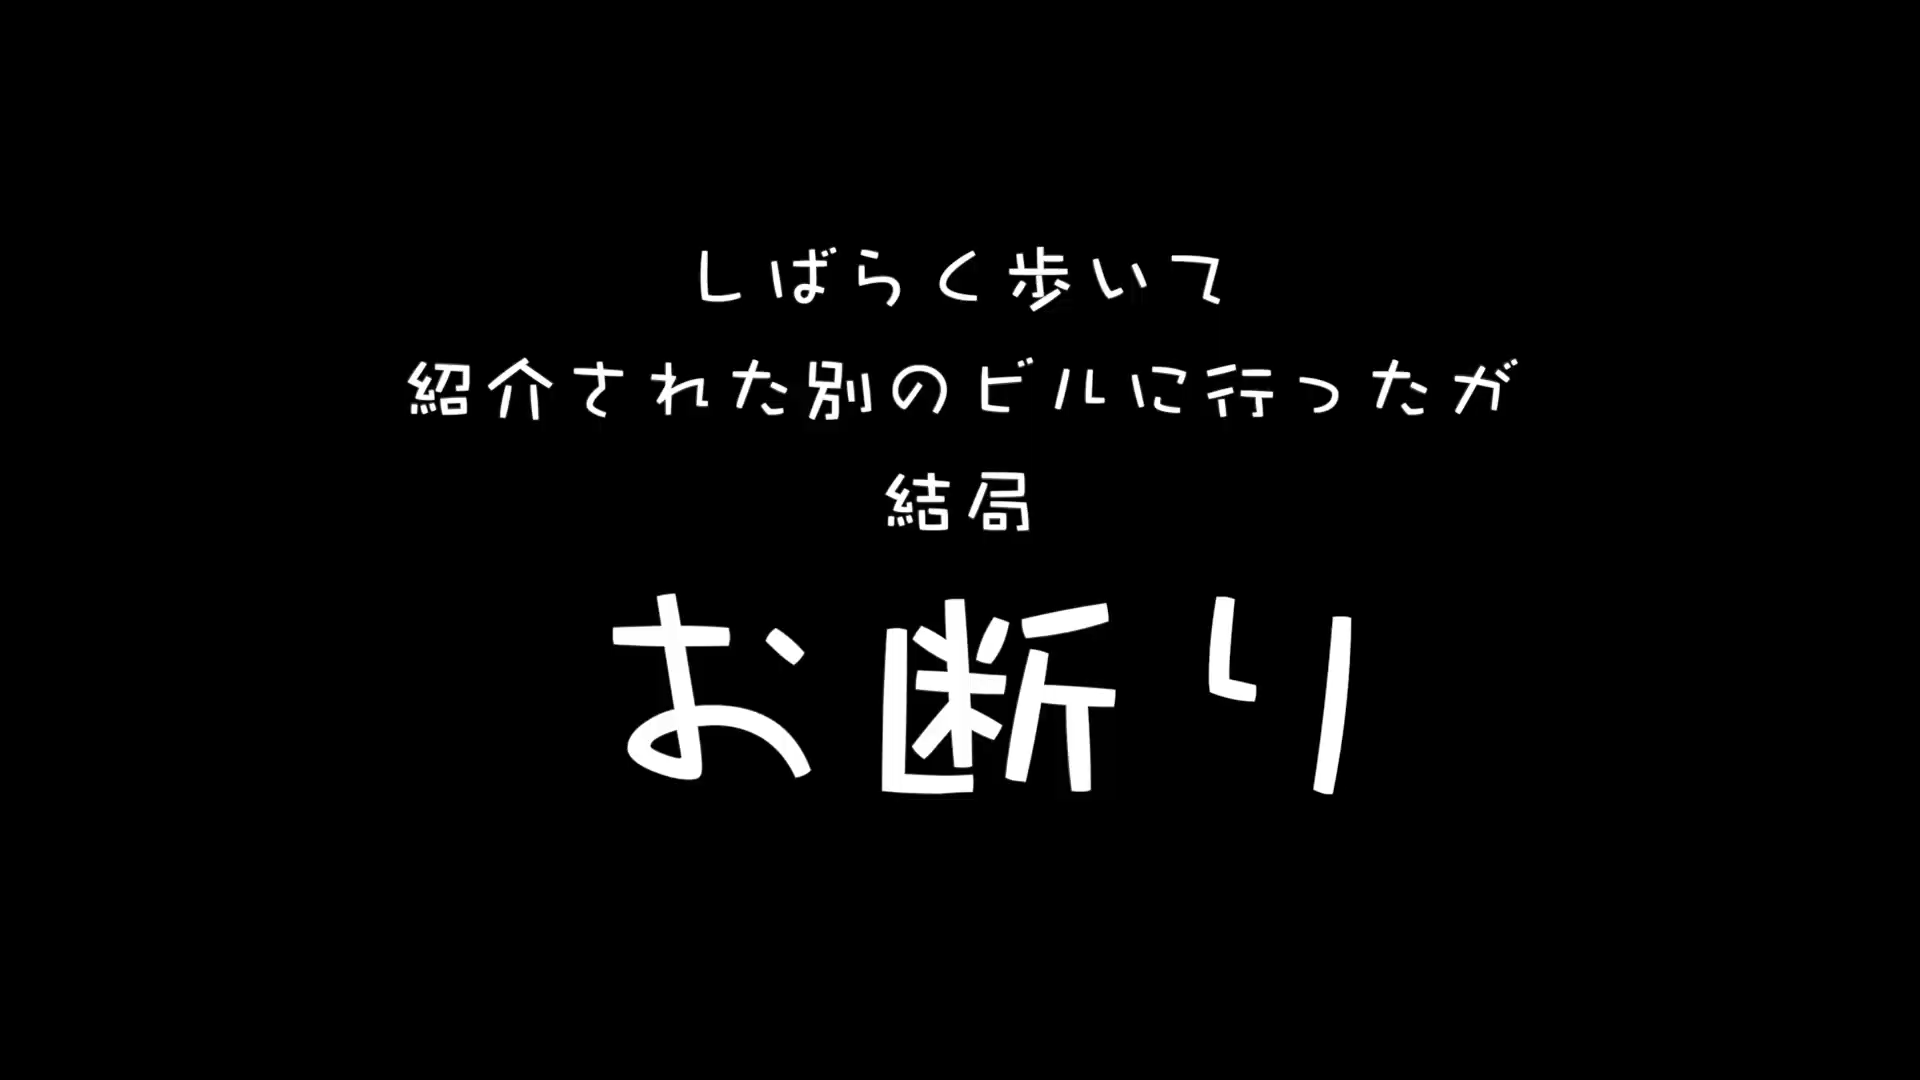 しばらく歩いて
紹介された別のビルに行ったが
結局
お断り